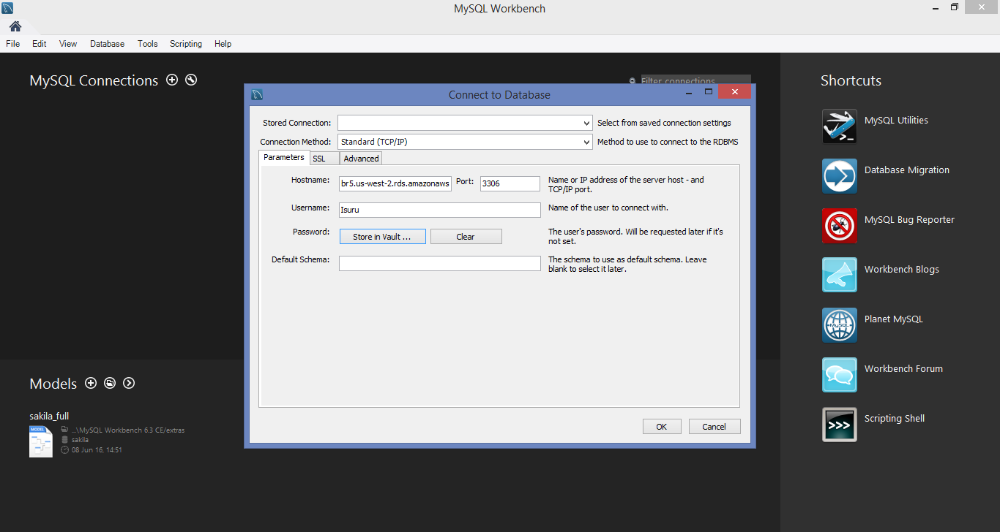 MySQL Workbench
File Edit View Database Tools Scripting Help
MySQL Connections
Filter connections
Shortcuts
MySQL Utilities
Database Migration
MySQL Bug Reporter
Workbench Blogs
Planet MySQL
MySQL
Workbench Forum
Scripting Shell
Connect to Database
Stored Connection:
Select from saved connection settings
Connection Method: Standard (TCP/IP)
Method to use to connect to the RDBMS
Parameters SSL Advanced
Hostname: br5.us-west-2.rds.amazonaws Port: 3306
Name or IP address of the server host - and
TCP/IP port.
Username: Isuru
Name of the user to connect with.
Password: Store in Vault ... Clear
The user's password. Will be requested later if it's
not set.
Default Schema:
The schema to use as default schema. Leave
blank to select it later.
OK Cancel
Models
sakila_full
MODEL
...\MySQL Workbench 6.3 CE/extras
sakila
08 Jun 16, 14:51